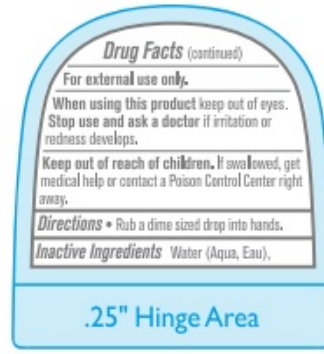 Drug Facts (continued)
For external use only.
When using this product keep out of eyes.
Stop use and ask a doctor if irritation or
redness develops.
Keep out of reach of children. If swallowed, get
medical help or contact a Poison Control Center right
away.
Directions • Rub a dime sized drop into hands.
Inactive Ingredients Water (Aqua, Eau),
.25" Hinge Area